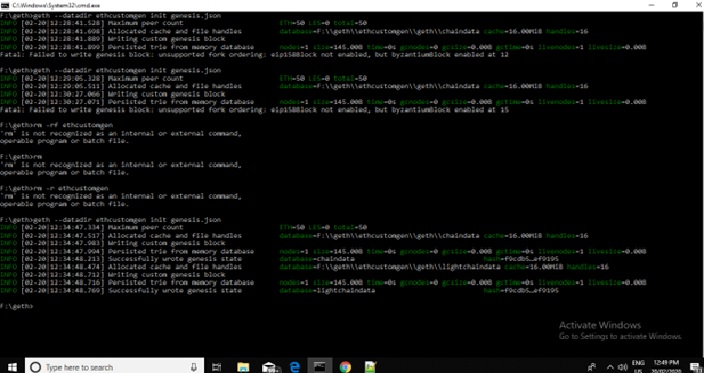 C:\Windows\System32\cmd.exe
F:\geth>geth --datadir ethcustomgen init genesis.json
INFO [02-20|12:28:41.528] Maximum peer count ETH=50 LES=0 total=50
INFO [02-20|12:28:41.698] Allocated cache and file handles database=F:\\geth\\ethcustomgen\\geth\\chaindata cache=16.00MiB handles=16
INFO [02-20|12:28:41.889] Writing custom genesis block
INFO [02-20|12:28:41.899] Persisted trie from memory database nodes=1 size=145.00B time=0s gcnodes=0 gcsize=0.00B gctime=0s livenodes=1 livesize=0.00B
Fatal: Failed to write genesis block: unsupported fork ordering: eip158Block not enabled, but byzantiumBlock enabled at 12
F:\geth>geth --datadir ethcustomgen init genesis.json
INFO [02-20|12:29:05.328] Maximum peer count ETH=50 LES=0 total=50
INFO [02-20|12:29:05.511] Allocated cache and file handles database=F:\\geth\\ethcustomgen\\geth\\chaindata cache=16.00MiB handles=16
INFO [02-20|12:30:27.066] Writing custom genesis block
INFO [02-20|12:30:27.071] Persisted trie from memory database nodes=1 size=145.00B time=0s gcnodes=0 gcsize=0.00B gctime=0s livenodes=1 livesize=0.00B
Fatal: Failed to write genesis block: unsupported fork ordering: eip158Block not enabled, but byzantiumBlock enabled at 15
F:\geth>rm -rf ethcustomgen
'rm' is not recognized as an internal or external command,
operable program or batch file.
F:\geth>rm
'rm' is not recognized as an internal or external command,
operable program or batch file.
F:\geth>rm -r ethcustomgen
'rm' is not recognized as an internal or external command,
operable program or batch file.
F:\geth>geth --datadir ethcustomgen init genesis.json
INFO [02-20|12:34:47.334] Maximum peer count ETH=50 LES=0 total=50
INFO [02-20|12:34:47.517] Allocated cache and file handles database=F:\\geth\\ethcustomgen\\geth\\chaindata cache=16.00MiB handles=16
INFO [02-20|12:34:47.983] Writing custom genesis block
INFO [02-20|12:34:47.994] Persisted trie from memory database nodes=1 size=145.00B time=0s gcnodes=0 gcsize=0.00B gctime=0s livenodes=1 livesize=0.00B
INFO [02-20|12:34:48.213] Successfully wrote genesis state database=chaindata hash=f9cdb5…ef9195
INFO [02-20|12:34:48.474] Allocated cache and file handles database=F:\\geth\\ethcustomgen\\geth\\lightchaindata cache=16.00MiB handles=16
INFO [02-20|12:34:48.712] Writing custom genesis block
INFO [02-20|12:34:48.716] Persisted trie from memory database nodes=1 size=145.00B time=0s gcnodes=0 gcsize=0.00B gctime=0s livenodes=1 livesize=0.00B
INFO [02-20|12:34:48.769] Successfully wrote genesis state database=lightchaindata hash=f9cdb5…ef9195
F:\geth>
Activate Windows
Go to Settings to activate Windows.
Type here to search
ENG
US
12:49 PM
20/02/2020